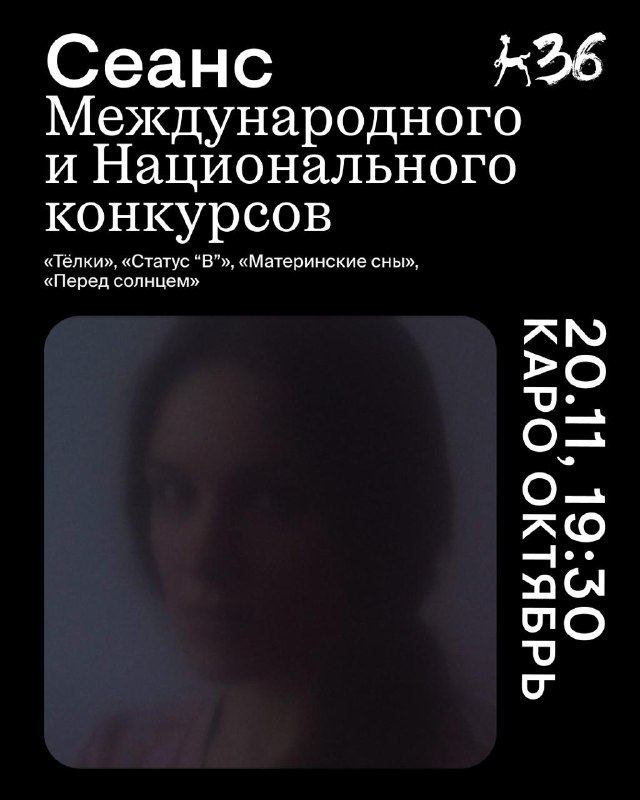 Сеанс
36
Международного
и Национального
конкурсов
«Тёлки», «Статус “В”», «Материнские сны»,
«Перед солнцем»
20.11, 19:30
КАРО, ОКТЯБРЬ